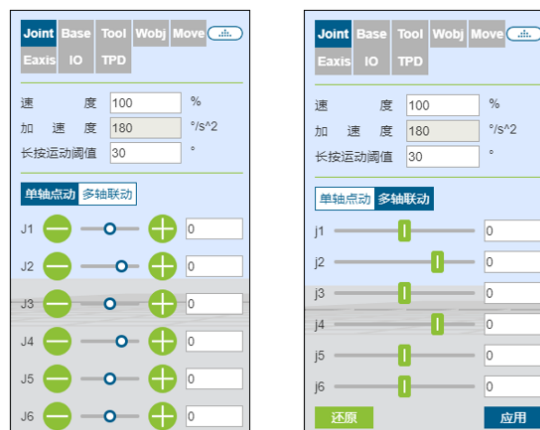 Joint Base Tool Wobj Move
Eaxis IO TPD
速 度 100 %
加 速 度 180 °/s^2
长按运动阈值 30 °
单轴点动 多轴联动
J1 0
J2 0
J3 0
J4 0
J5 0
J6 0
Joint Base Tool Wobj Move
Eaxis IO TPD
速 度 100 %
加 速 度 180 °/s^2
长按运动阈值 30 °
单轴点动 多轴联动
j1 0
j2 0
j3 0
j4 0
j5 0
j6 0
还原 应用